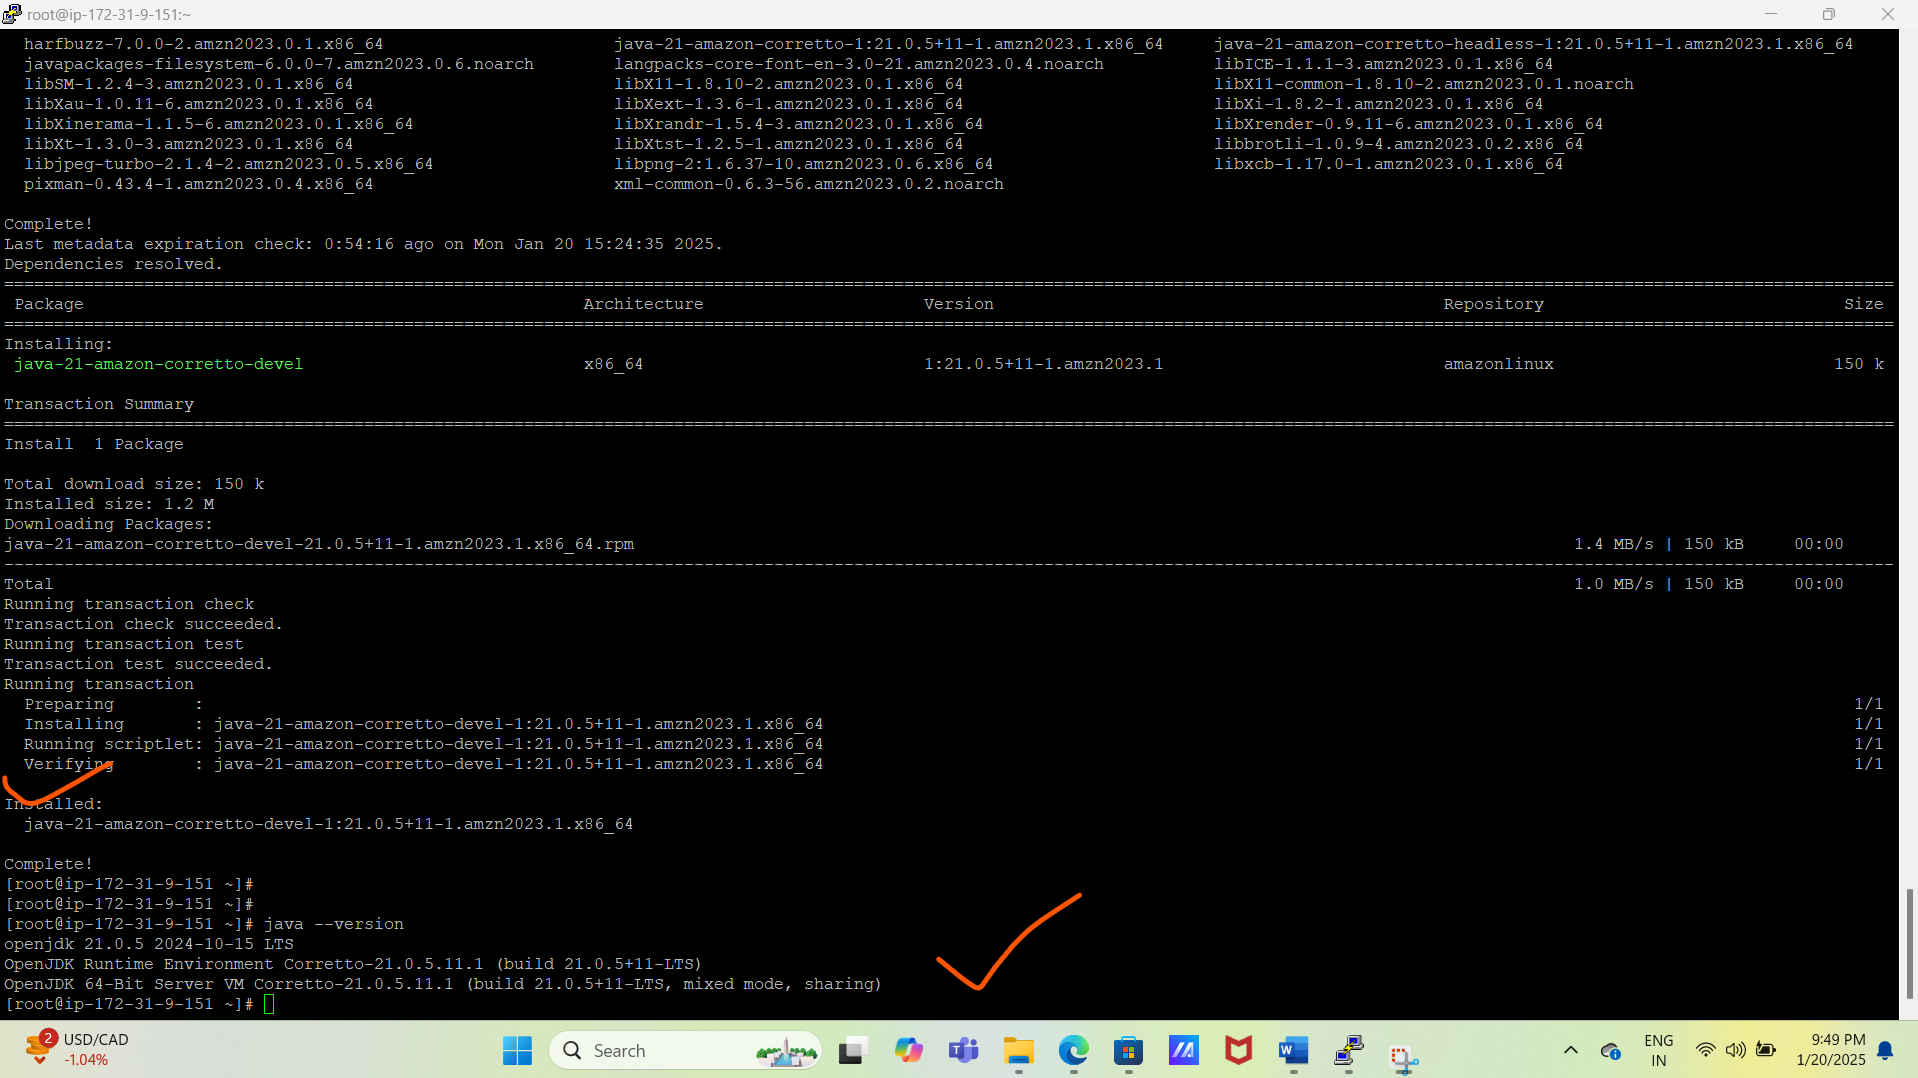 root@ip-172-31-9-151:~
harfbuzz-7.0.0-2.amzn2023.0.1.x86_64 java-21-amazon-corretto-1:21.0.5+11-1.amzn2023.1.x86_64 java-21-amazon-corretto-headless-1:21.0.5+11-1.amzn2023.1.x86_64
javapackages-filesystem-6.0.0-7.amzn2023.0.6.noarch langpacks-core-font-en-3.0-21.amzn2023.0.4.noarch libICE-1.1.1-3.amzn2023.0.1.x86_64
libSM-1.2.4-3.amzn2023.0.1.x86_64 libX11-1.8.10-2.amzn2023.0.1.x86_64 libX11-common-1.8.10-2.amzn2023.0.1.noarch
libXau-1.0.11-6.amzn2023.0.1.x86_64 libXext-1.3.6-1.amzn2023.0.1.x86_64 libXi-1.8.2-1.amzn2023.0.1.x86_64
libXinerama-1.1.5-6.amzn2023.0.1.x86_64 libXrandr-1.5.4-3.amzn2023.0.1.x86_64 libXrender-0.9.11-6.amzn2023.0.1.x86_64
libXt-1.3.0-3.amzn2023.0.1.x86_64 libXtst-1.2.5-1.amzn2023.0.1.x86_64 libbrotli-1.0.9-4.amzn2023.0.2.x86_64
libjpeg-turbo-2.1.4-2.amzn2023.0.5.x86_64 libpng-2:1.6.37-10.amzn2023.0.6.x86_64 libxcb-1.17.0-1.amzn2023.0.1.x86_64
pixman-0.43.4-1.amzn2023.0.4.x86_64 xml-common-0.6.3-56.amzn2023.0.2.noarch
Complete!
Last metadata expiration check: 0:54:16 ago on Mon Jan 20 15:24:35 2025.
Dependencies resolved.
Package Architecture Version Repository Size
Installing:
java-21-amazon-corretto-devel x86_64 1:21.0.5+11-1.amzn2023.1 amazonlinux 150 k
Transaction Summary
Install 1 Package
Total download size: 150 k
Installed size: 1.2 M
Downloading Packages:
java-21-amazon-corretto-devel-21.0.5+11-1.amzn2023.1.x86_64.rpm 1.4 MB/s | 150 kB 00:00
Total 1.0 MB/s | 150 kB 00:00
Running transaction check
Transaction check succeeded.
Running transaction test
Transaction test succeeded.
Running transaction
Preparing : 1/1
Installing : java-21-amazon-corretto-devel-1:21.0.5+11-1.amzn2023.1.x86_64 1/1
Running scriptlet: java-21-amazon-corretto-devel-1:21.0.5+11-1.amzn2023.1.x86_64 1/1
Verifying : java-21-amazon-corretto-devel-1:21.0.5+11-1.amzn2023.1.x86_64 1/1
Installed:
java-21-amazon-corretto-devel-1:21.0.5+11-1.amzn2023.1.x86_64
Complete!
[root@ip-172-31-9-151 ~]#
[root@ip-172-31-9-151 ~]#
[root@ip-172-31-9-151 ~]# java --version
openjdk 21.0.5 2024-10-15 LTS
OpenJDK Runtime Environment Corretto-21.0.5.11.1 (build 21.0.5+11-LTS)
OpenJDK 64-Bit Server VM Corretto-21.0.5.11.1 (build 21.0.5+11-LTS, mixed mode, sharing)
[root@ip-172-31-9-151 ~]#
2 USD/CAD Search ENG 9:49 PM
-1.04% IN 1/20/2025